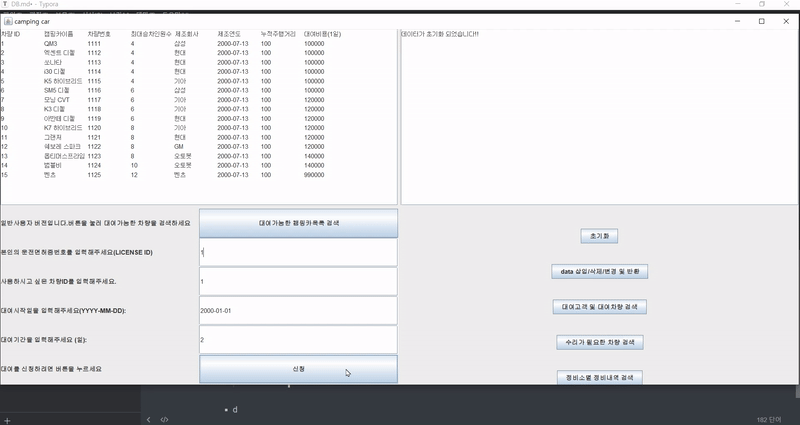 DB.md• - Typora
camping car
차량 ID 캠핑카이름 차량번호 최대승차인원수 제조회사 제조연도 누적주행거리 대여비용(1일)
1 QM3 1111 4 삼성 2000-07-13 100 100000
2 엑센트 디젤 1112 4 현대 2000-07-13 100 100000
3 쏘나타 1113 4 현대 2000-07-13 100 100000
4 i30 디젤 1114 4 현대 2000-07-13 100 100000
5 K5 하이브리드 1115 4 기아 2000-07-13 100 100000
6 SM5 디젤 1116 6 삼성 2000-07-13 100 100000
7 모닝 CVT 1117 6 기아 2000-07-13 100 120000
8 K3 디젤 1118 6 기아 2000-07-13 100 120000
9 아반떼 디젤 1119 6 현대 2000-07-13 100 120000
10 K7 하이브리드 1120 8 기아 2000-07-13 100 120000
11 그랜저 1121 8 현대 2000-07-13 100 120000
12 쉐보레 스파크 1122 8 GM 2000-07-13 100 120000
13 옵티머스프라임 1123 8 오토봇 2000-07-13 100 140000
14 범블비 1124 10 오토봇 2000-07-13 100 140000
15 벤츠 1125 12 벤츠 2000-07-13 100 990000
데이터가 초기화 되었습니다!!
일반사용자 버전입니다.버튼을 눌러 대여가능한 차량을 검색하세요
대여가능한 캠핑카목록 검색
본인의 운전면허증번호를 입력해주세요(LICENSE ID)
1
사용하시고 싶은 차량ID를 입력해주세요.
1
대여시작일을 입력해주세요(YYYY-MM-DD):
2000-01-01
대여기간을 입력해주세요 (일):
2
대여를 신청하려면 버튼을 누르세요
신청
초기화
data 삽입/삭제/변경 및 반환
대여고객 및 대여차량 검색
수리가 필요한 차량 검색
정비소별 정비내역 검색
• d
182 단어